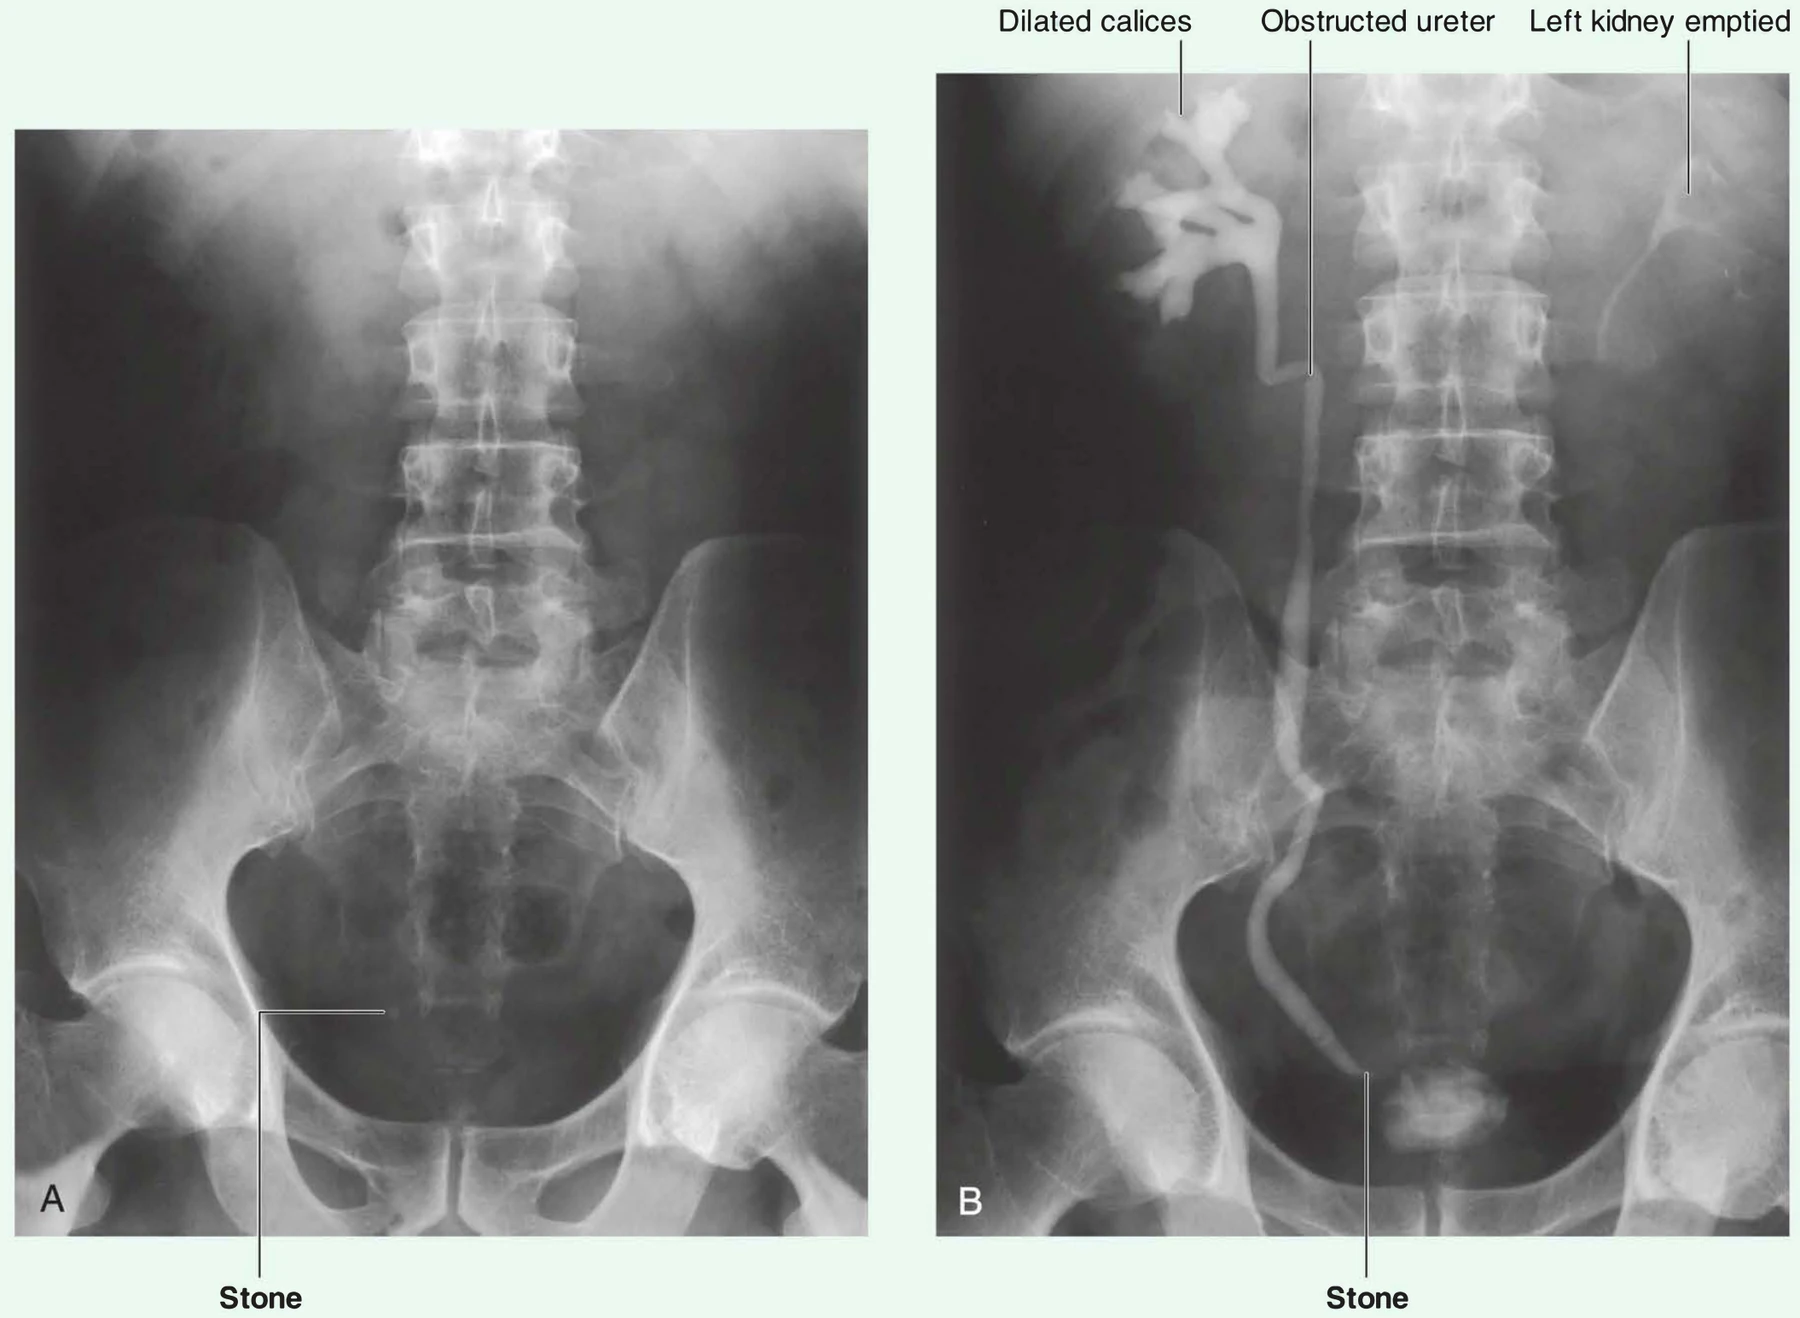 Dilated calices
Obstructed ureter
Left kidney emptied
A
B
Stone
Stone